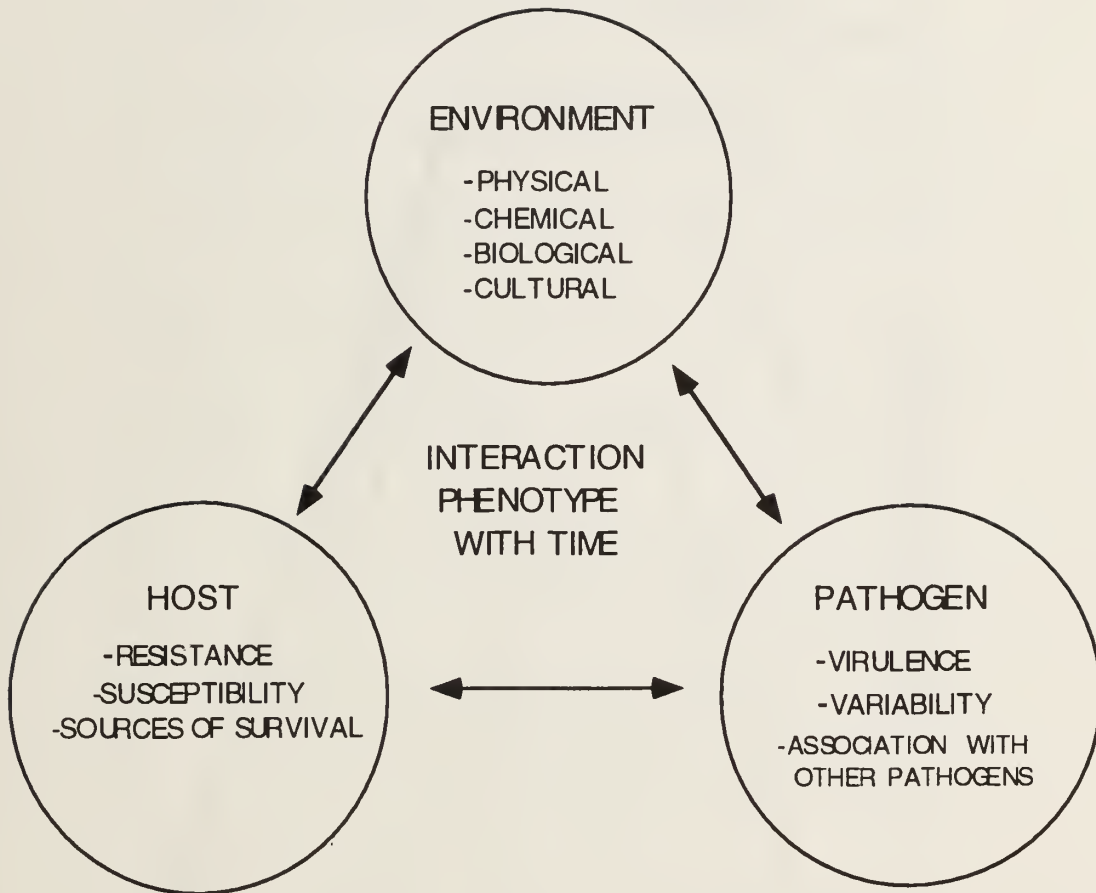 ENVIRONMENT
-PHYSICAL
-CHEMICAL
-BIOLOGICAL
-CULTURAL
INTERACTION
PHENOTYPE
WITH TIME
HOST
-RESISTANCE
-SUSCEPTIBILITY
-SOURCES OF SURVIVAL
PATHOGEN
-VIRULENCE
-VARIABILITY
-ASSOCIATION WITH
OTHER PATHOGENS